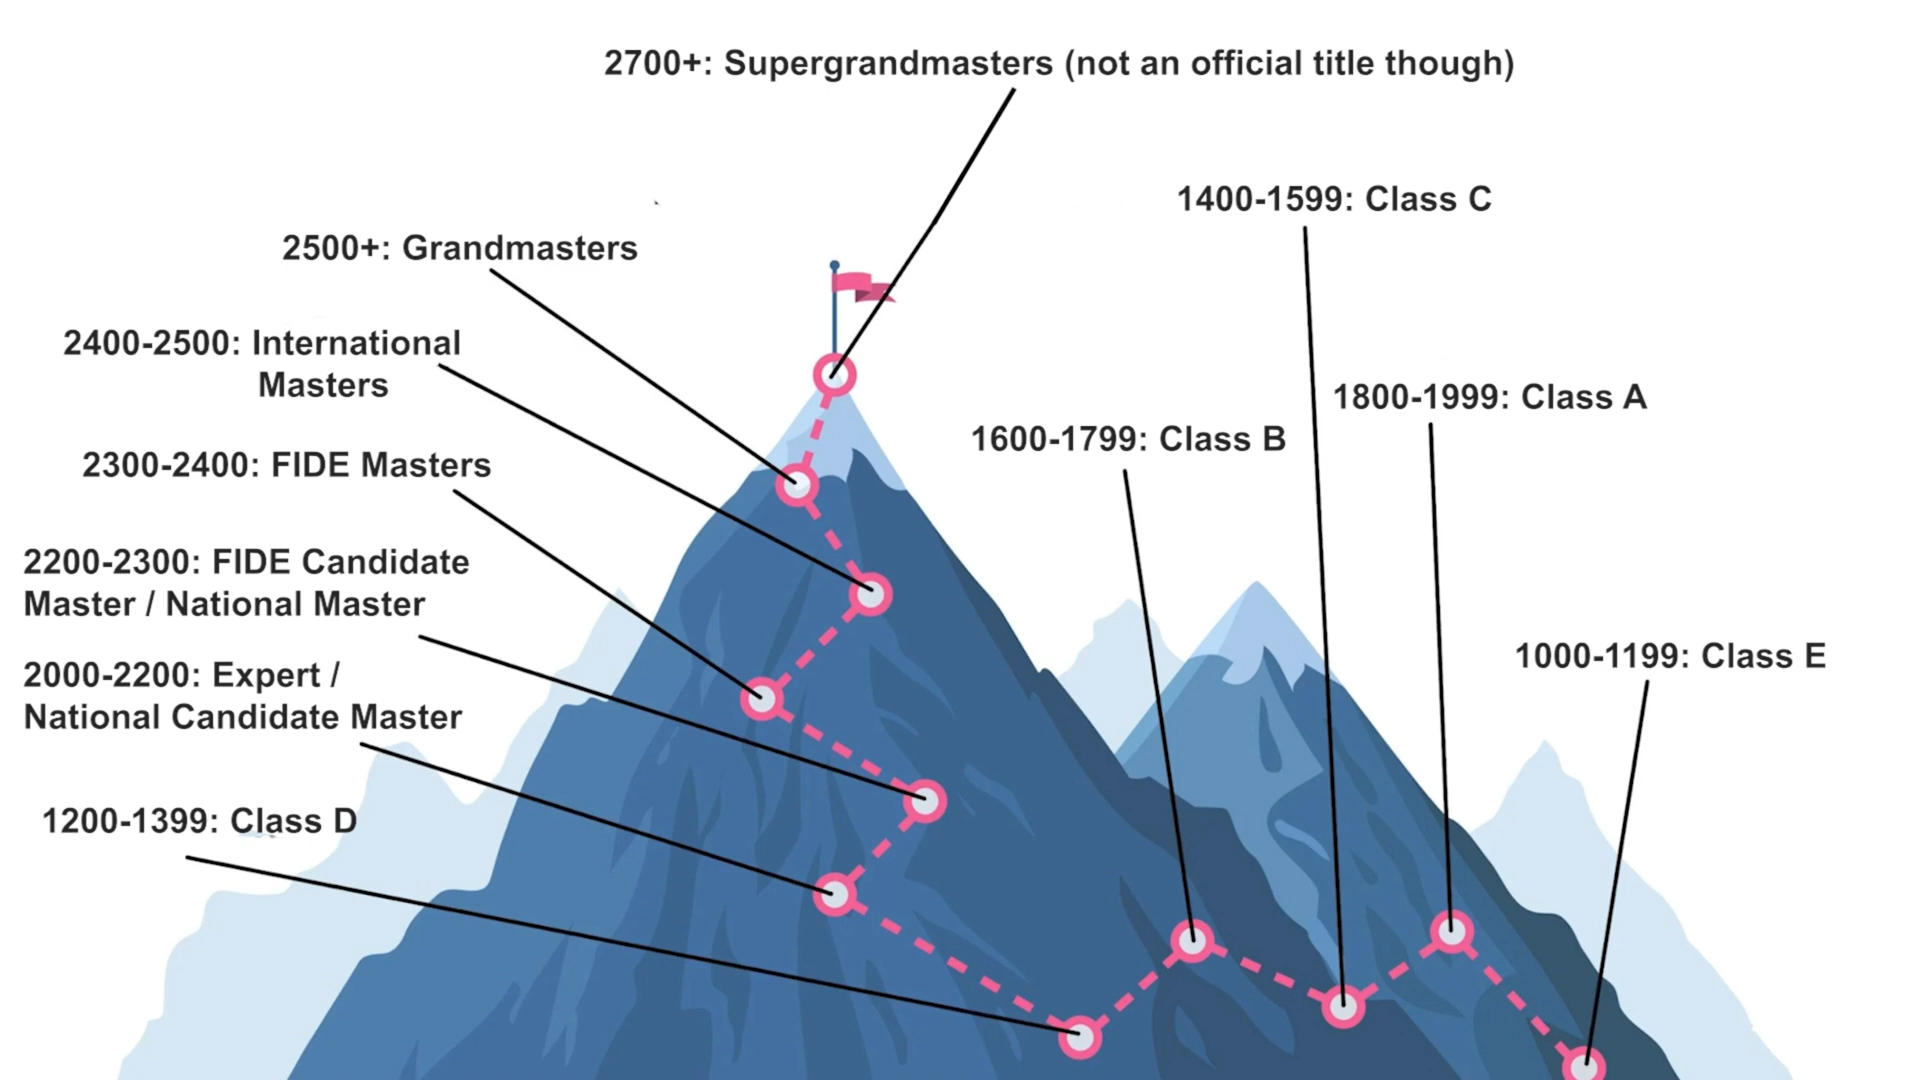 2700+: Supergrandmasters (not an official title though)
1400-1599: Class C
2500+: Grandmasters
2400-2500: International
Masters
1800-1999: Class A
1600-1799: Class B
2300-2400: FIDE Masters
2200-2300: FIDE Candidate
Master / National Master
1000-1199: Class E
2000-2200: Expert /
National Candidate Master
1200-1399: Class D